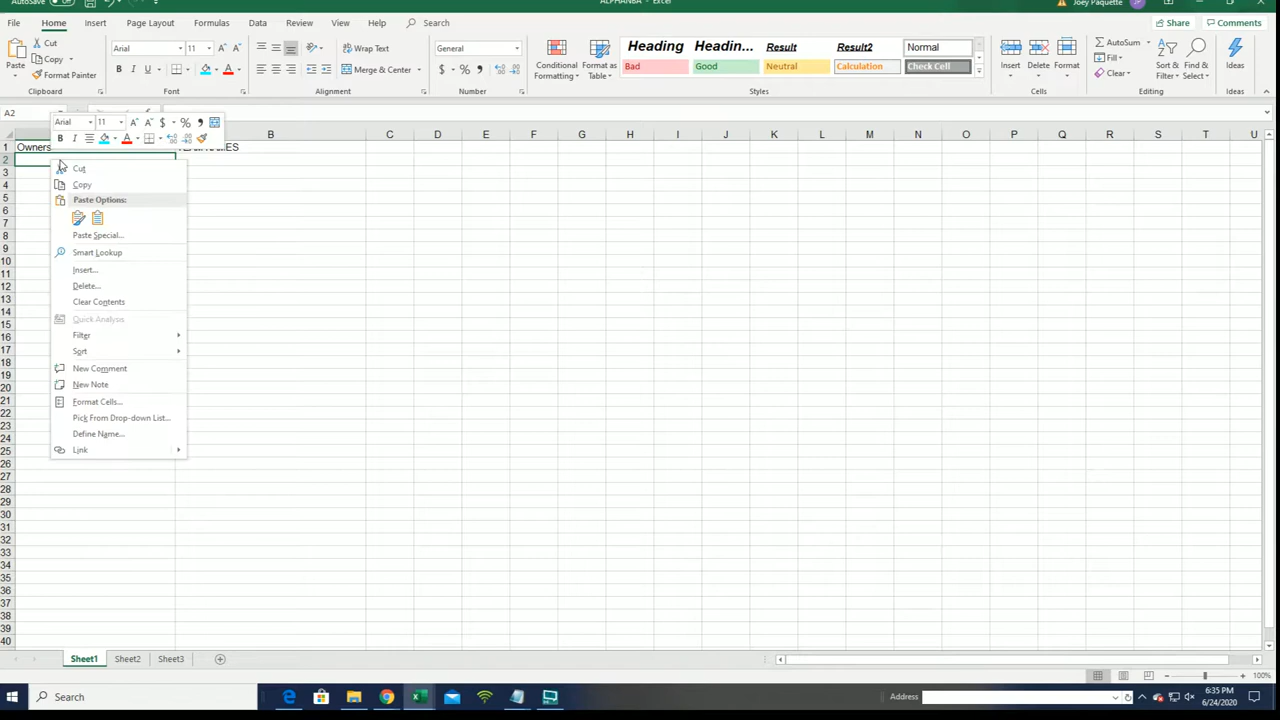 AutoSave
ALPHANBA - Excel
Joey Paquette
JP
File Home Insert Page Layout Formulas Data Review View Help Search
Share Comments
Paste
Cut
Copy
Format Painter
Clipboard
Arial 11
B I U
Font
Wrap Text
Merge & Center
Alignment
General
$ % ,
Number
Conditional Formatting
Format as Table
Heading Headin... Result Result2 Normal
Bad Good Neutral Calculation Check Cell
Styles
Insert Delete Format
Cells
AutoSum
Fill
Clear
Sort & Filter
Find & Select
Editing
Ideas
Ideas
A2
Arial 11 A A $ % ,
B I A
B C D E F G H I J K L M N O P Q R S T U
1 Owners
2
3
4
5
6
7
8
9
10
11
12
13
14
15
16
17
18
19
20
21
22
23
24
25
26
27
28
29
30
31
32
33
34
35
36
37
38
39
40
Cut
Copy
Paste Options:
Paste Special...
Smart Lookup
Insert...
Delete...
Clear Contents
Quick Analysis
Filter
Sort
New Comment
New Note
Format Cells...
Pick From Drop-down List...
Define Name...
Link
Sheet1 Sheet2 Sheet3
100%
Search
Address
6:35 PM
6/24/2020